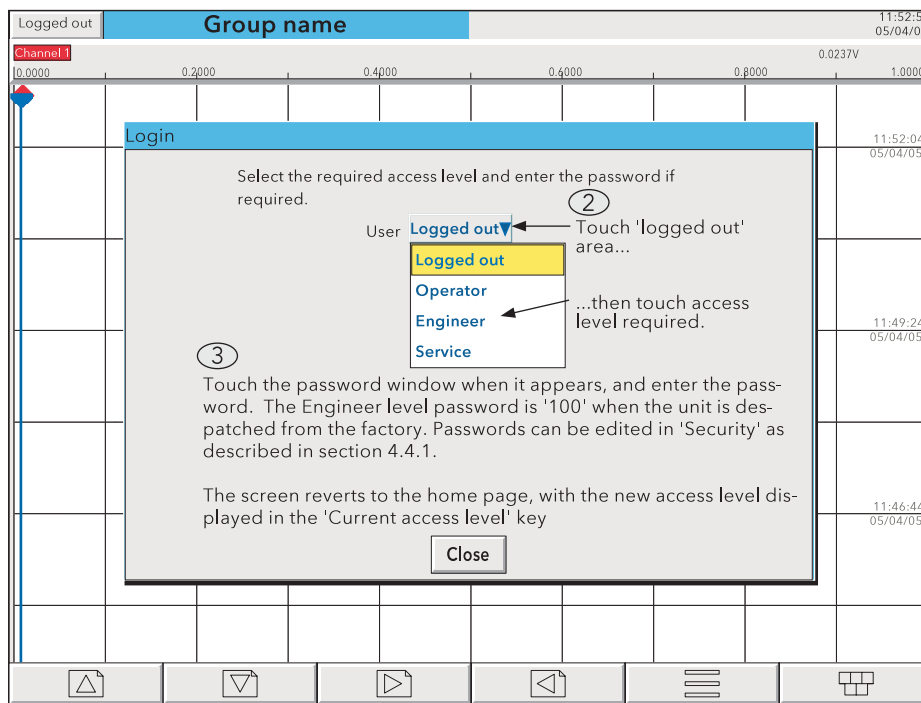 Logged out
Group name
11:52:5
05/04/0
Channel 1
0.0237V
0.0000 0.2000 0.4000 0.6000 0.8000 1.0000
Login
11:52:04
05/04/05
Select the required access level and enter the password if
required.
2
User Logged out
Touch 'logged out'
area...
Logged out
Operator
Engineer
Service
...then touch access
level required.
11:49:24
05/04/05
3
Touch the password window when it appears, and enter the pass-
word. The Engineer level password is '100' when the unit is des-
patched from the factory. Passwords can be edited in 'Security' as
described in section 4.4.1.
The screen reverts to the home page, with the new access level dis-
played in the 'Current access level' key
11:46:44
05/04/05
Close